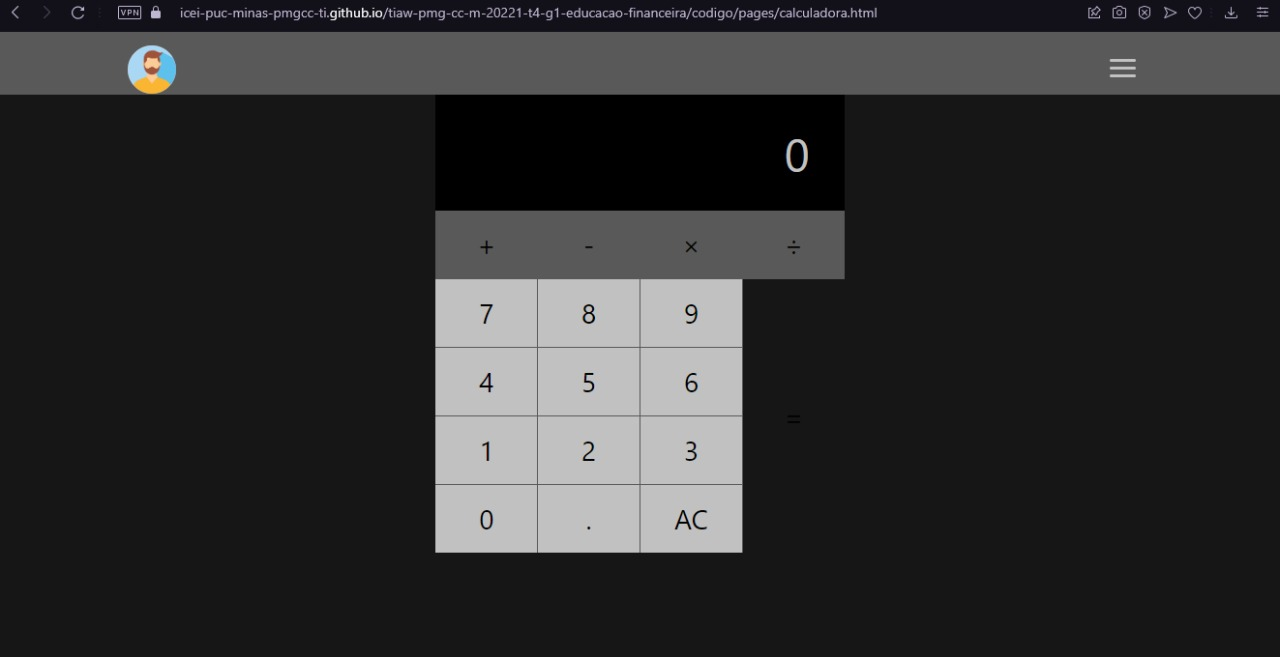 VPN icei-puc-minas-pmgcc-ti.github.io/tiaw-pmg-cc-m-20221-t4-g1-educacao-financeira/codigo/pages/calculadora.html
0
+ - × ÷
7 8 9
4 5 6
=
1 2 3
0 . AC